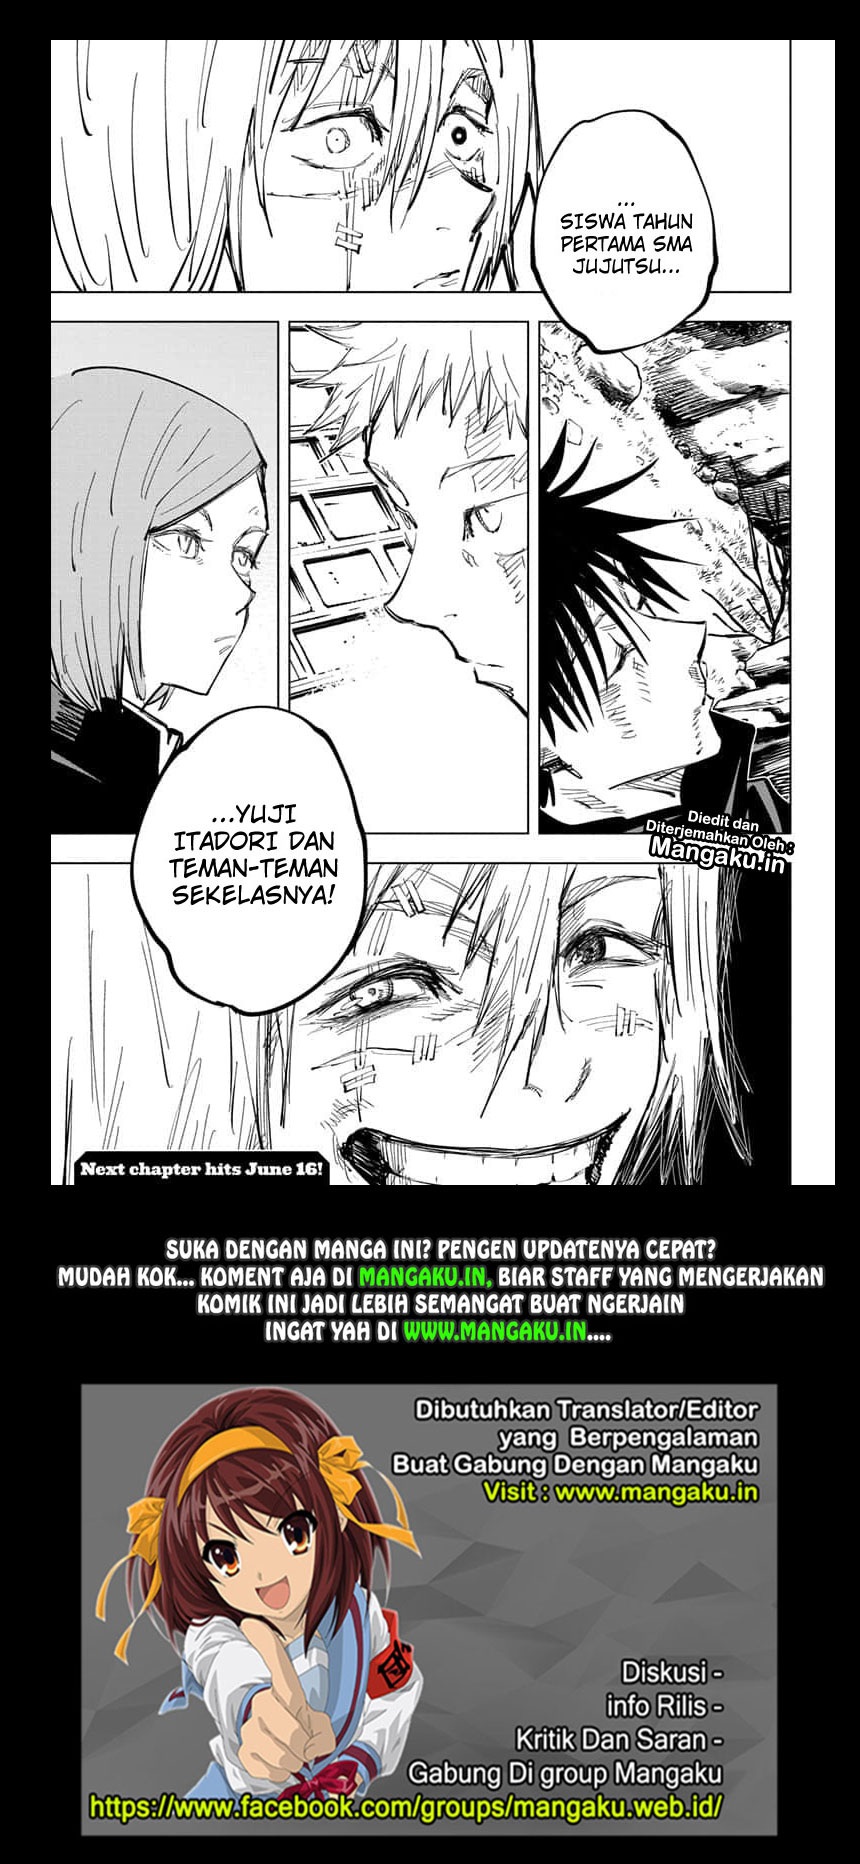 ...
SISWA TAHUN
PERTAMA SMA
JUJUTSU...
...YUJI
ITADORI DAN
TEMAN-TEMAN
SEKELASNYA!
Diedit dan
Diterjemahkan Oleh :
Mangaku.in
Next chapter hits June 16!
SUKA DENGAN MANGA INI? PENGEN UPDATENYA CEPAT?
MUDAH KOK... KOMENT AJA DI MANGAKU.IN, BIAR STAFF YANG MENGERJAKAN
KOMIK INI JADI LEBIH SEMANGAT BUAT NGERJAIN
INGAT YAH DI WWW.MANGAKU.IN....
Dibutuhkan Translator/Editor
yang Berpengalaman
Buat Gabung Dengan Mangaku
Visit : www.mangaku.in
Diskusi -
info Rilis -
Kritik Dan Saran -
Gabung Di group Mangaku
https://www.facebook.com/groups/mangaku.web.id/